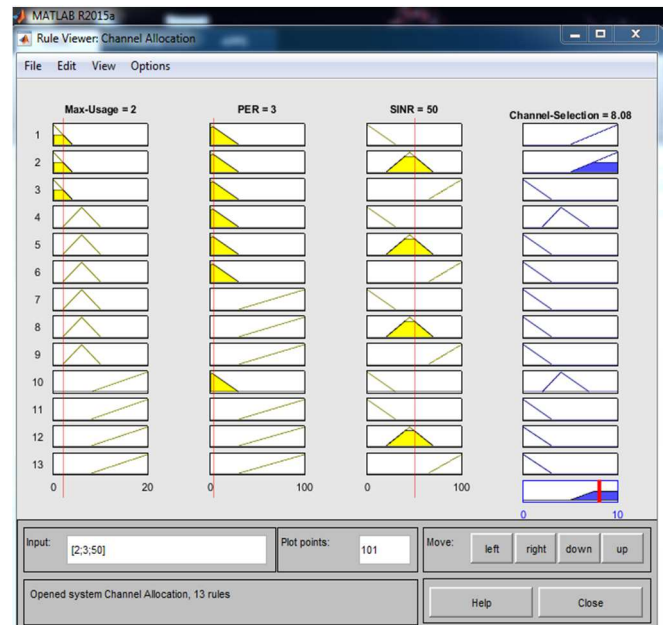 MATLAB R2015a
Rule Viewer: Channel Allocation
File Edit View Options
Max-Usage = 2 PER = 3 SINR = 50 Channel-Selection = 8.08
1
2
3
4
5
6
7
8
9
10
11
12
13
0 20 0 100 0 100
0 10
Input: [2;3;50] Plot points: 101 Move: left right down up
Opened system Channel Allocation, 13 rules
Help Close